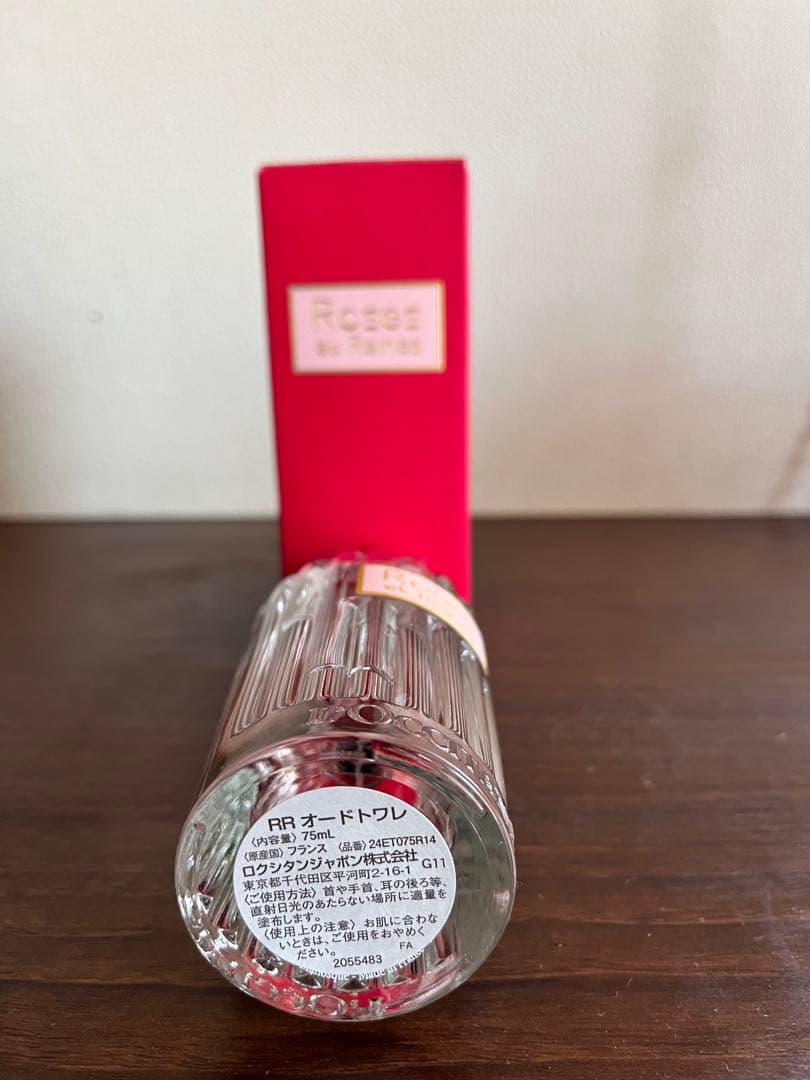 Roses
et Reines
Ros
L'OCCIT
RR オードトワレ
〈内容量〉 75mL
〈原産国〉 フランス 〈品番〉 24ET075R14
ロクシタンジャポン株式会社
東京都千代田区平河町2-16-1 G11
〈ご使用方法〉 首や手首、耳の後ろ等、
直射日光のあたらない場所に適量を
塗布します。
〈使用上の注意〉 お肌に合わな
いときは、ご使用をおやめく
ださい。
2055483 FA